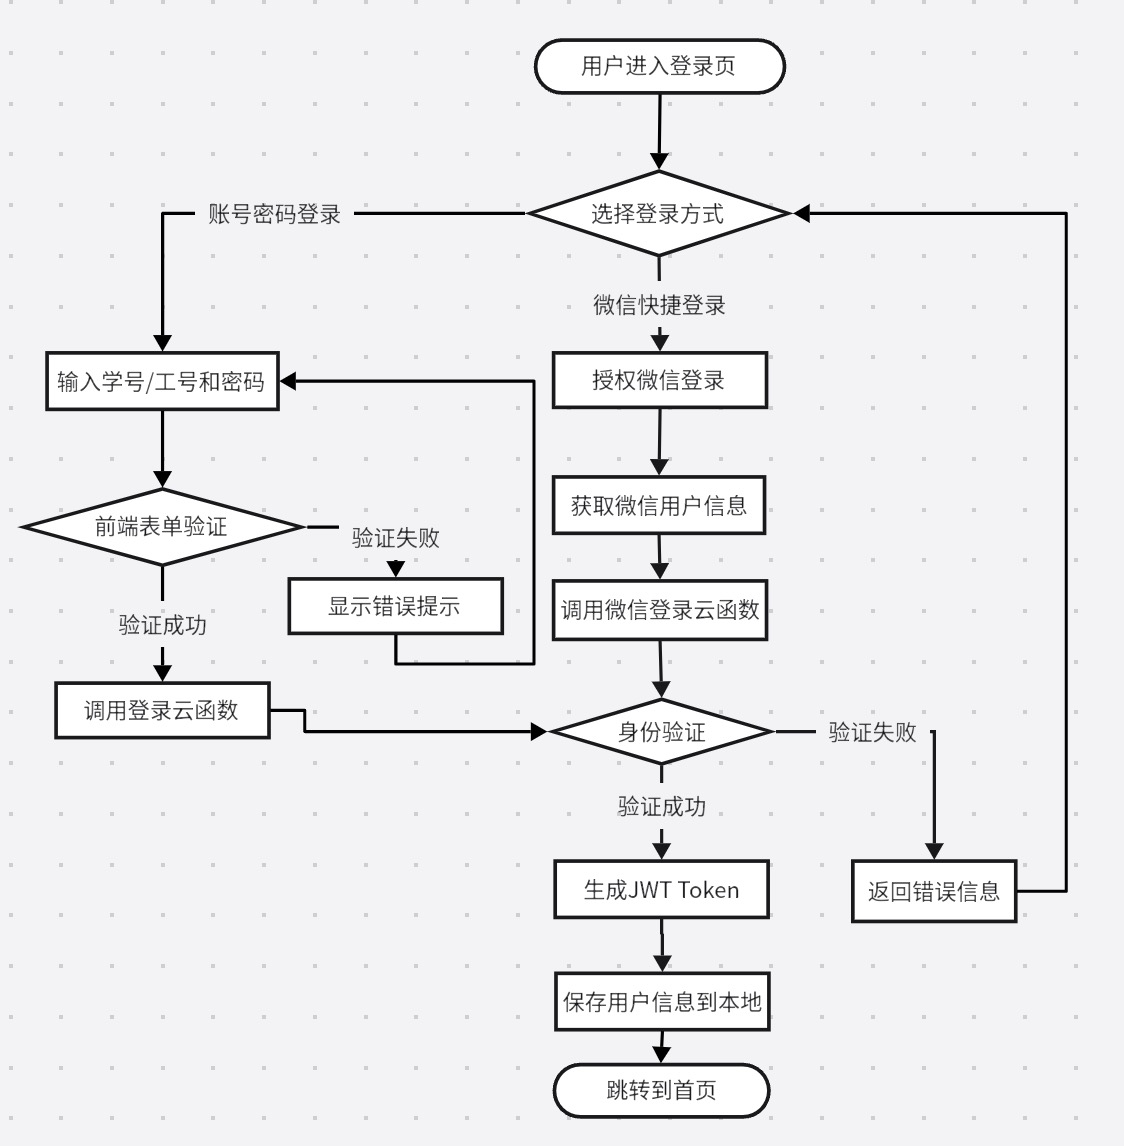 用户进入登录页
账号密码登录
选择登录方式
微信快捷登录
输入学号/工号和密码
授权微信登录
获取微信用户信息
前端表单验证
验证失败
显示错误提示
调用微信登录云函数
验证成功
调用登录云函数
身份验证
验证失败
验证成功
生成JWT Token
返回错误信息
保存用户信息到本地
跳转到首页